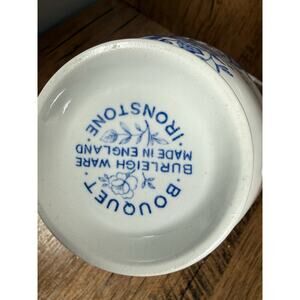 BOUQUET
BURLEIGH WARE
MADE IN ENGLAND
· IRONSTONE ·